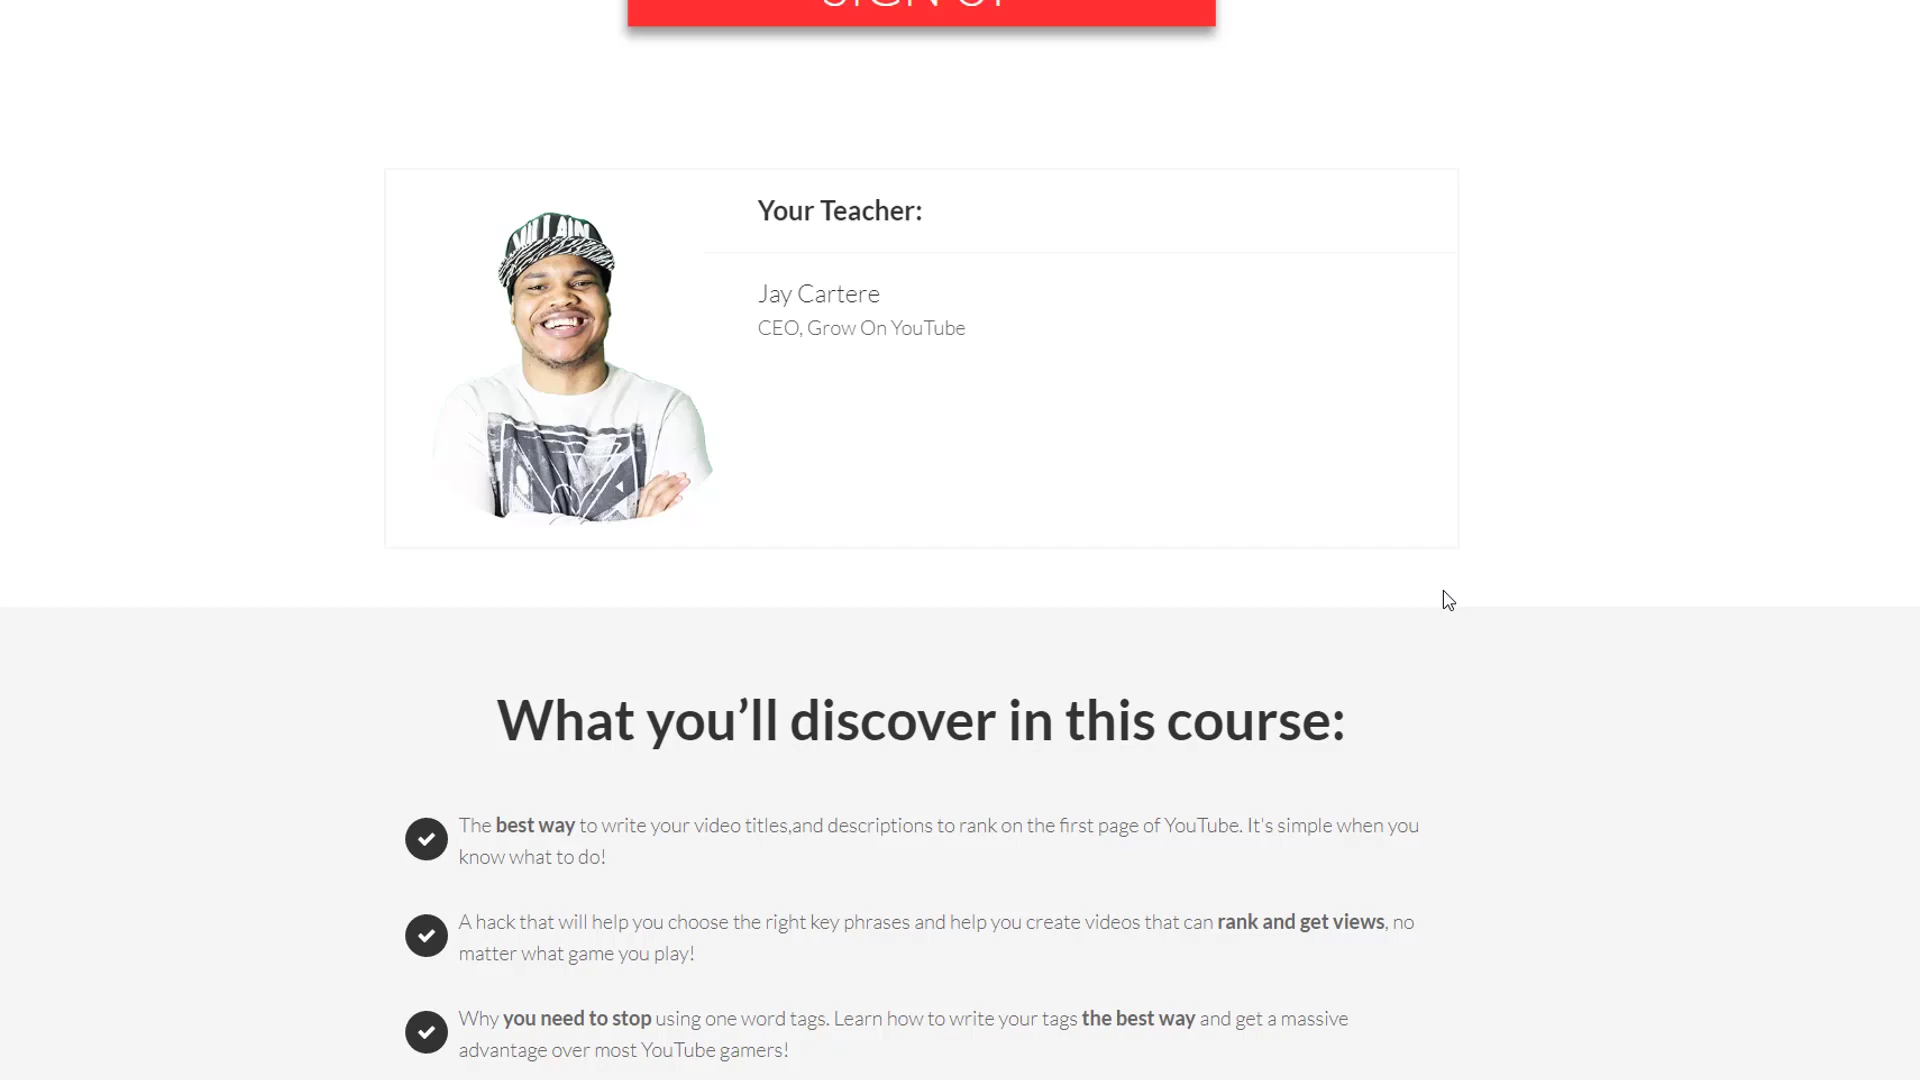 SIGN UP
Your Teacher:
Jay Cartere
CEO, Grow On YouTube
What you’ll discover in this course:
The best way to write your video titles,and descriptions to rank on the first page of YouTube. It's simple when you
know what to do!
A hack that will help you choose the right key phrases and help you create videos that can rank and get views, no
matter what game you play!
Why you need to stop using one word tags. Learn how to write your tags the best way and get a massive
advantage over most YouTube gamers!